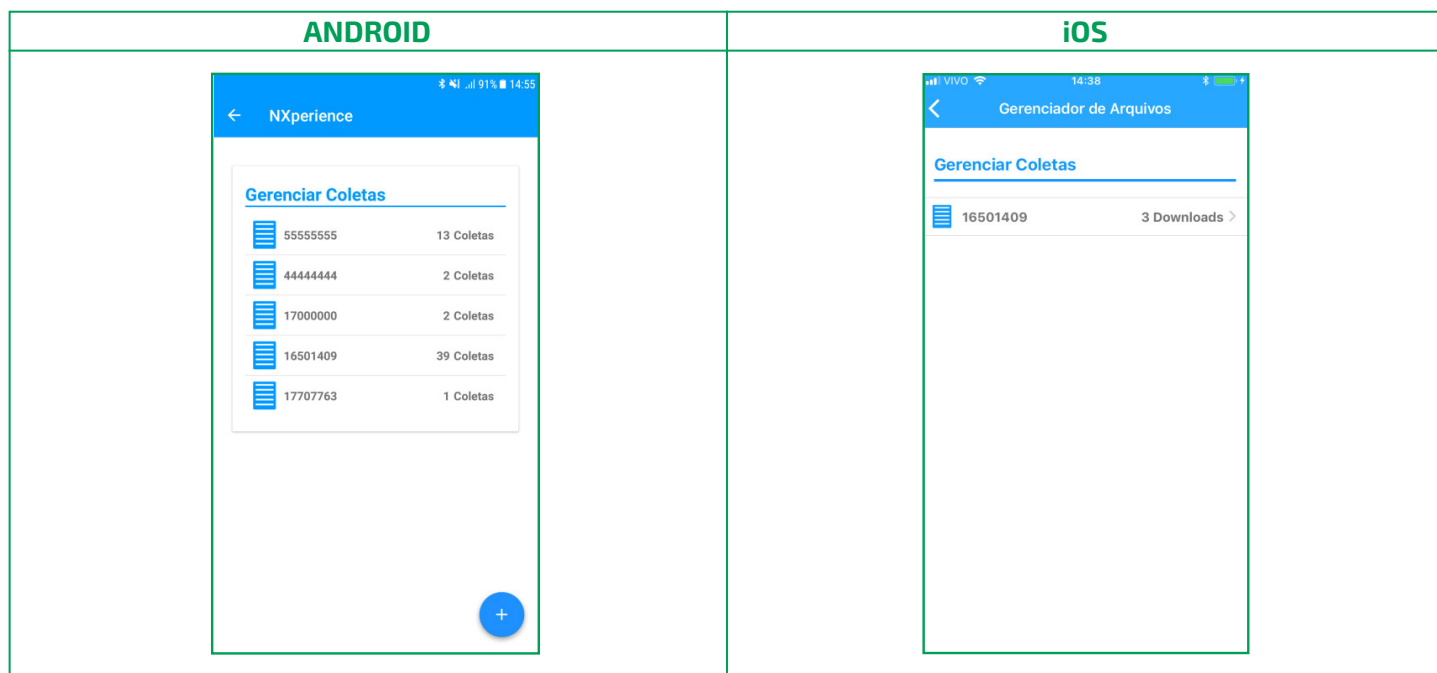 ANDROID
iOS
91% 14:55
NXperience
Gerenciar Coletas
55555555 13 Coletas
44444444 2 Coletas
17000000 2 Coletas
16501409 39 Coletas
17707763 1 Coletas
+
VIVO 14:38
Gerenciador de Arquivos
Gerenciar Coletas
16501409 3 Downloads